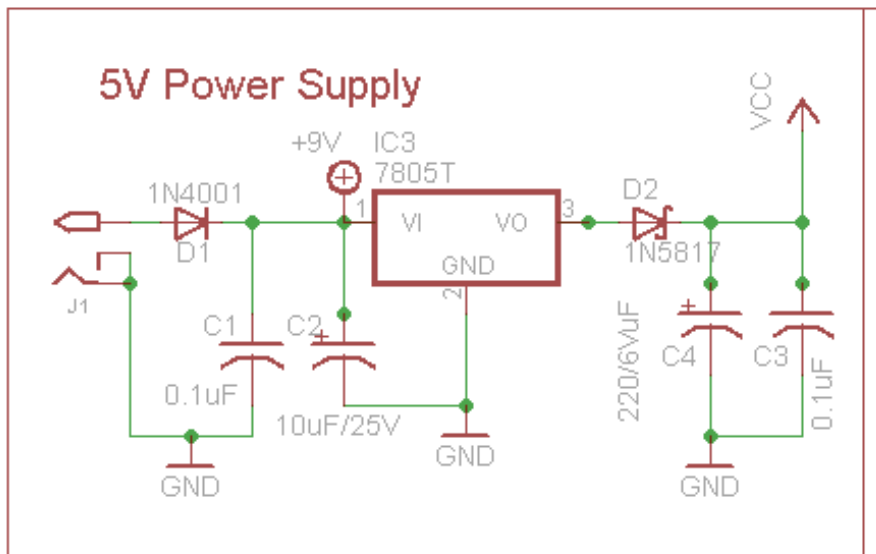 5V Power Supply
VCC
+9V
IC3
7805T
1N4001
D1
1
VI
VO
3
GND
2
D2
1N5817
J1
C1
0.1uF
C2
+
10uF/25V
GND
GND
220/6VuF
+
C4
C3
0.1uF
GND